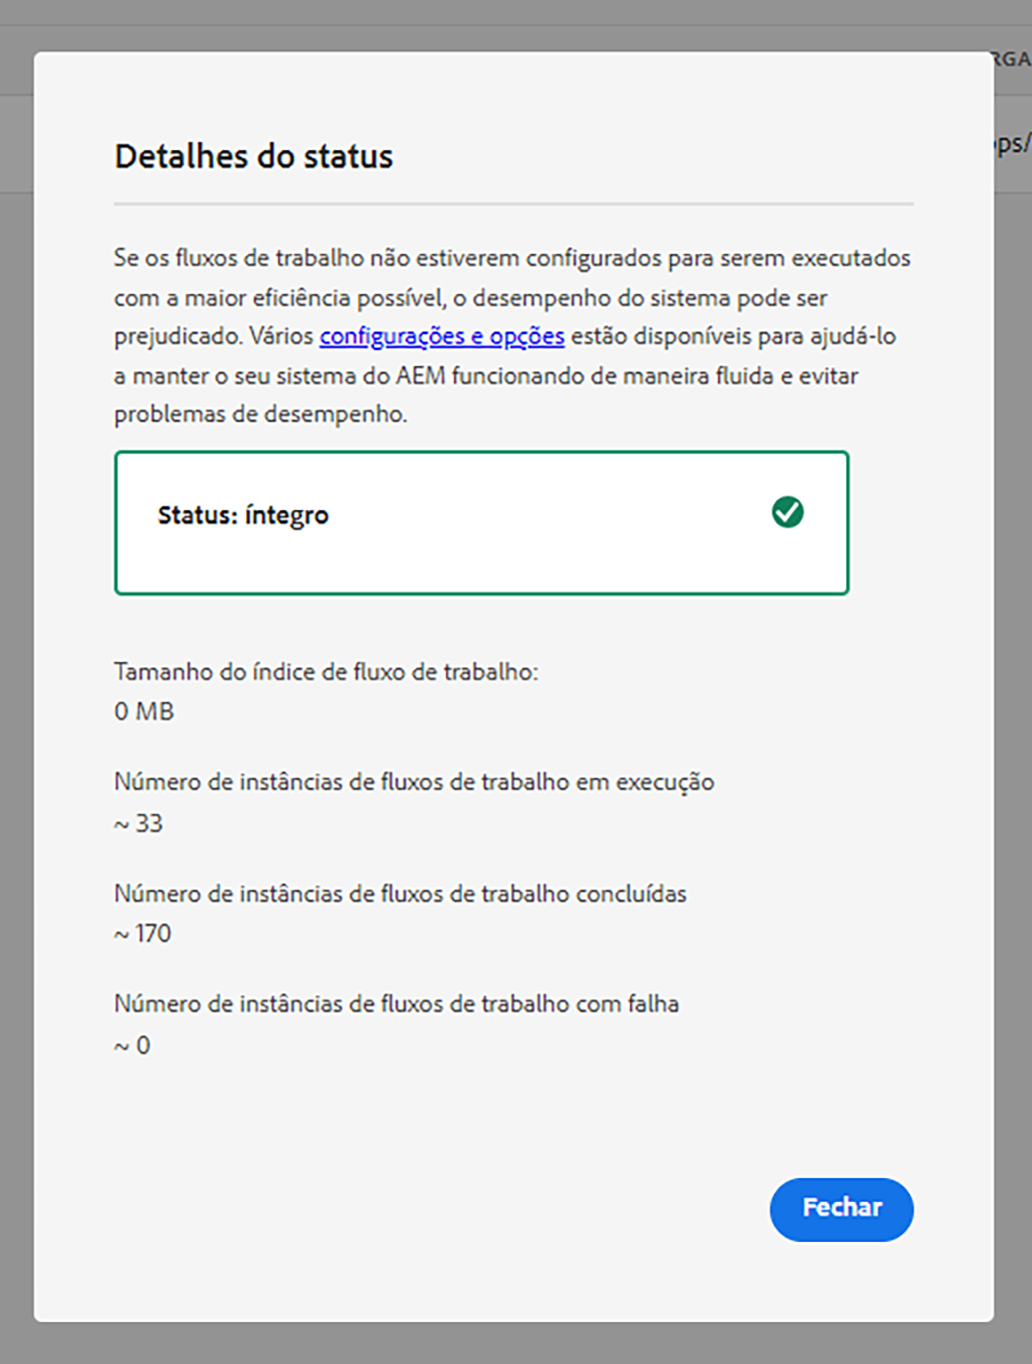 RGA
ps/
Detalhes do status
Se os fluxos de trabalho não estiverem configurados para serem executados
com a maior eficiência possível, o desempenho do sistema pode ser
prejudicado. Vários configurações e opções estão disponíveis para ajudá-lo
a manter o seu sistema do AEM funcionando de maneira fluida e evitar
problemas de desempenho.
Status: íntegro
Tamanho do índice de fluxo de trabalho:
0 MB
Número de instâncias de fluxos de trabalho em execução
~ 33
Número de instâncias de fluxos de trabalho concluídas
~ 170
Número de instâncias de fluxos de trabalho com falha
~ 0
Fechar